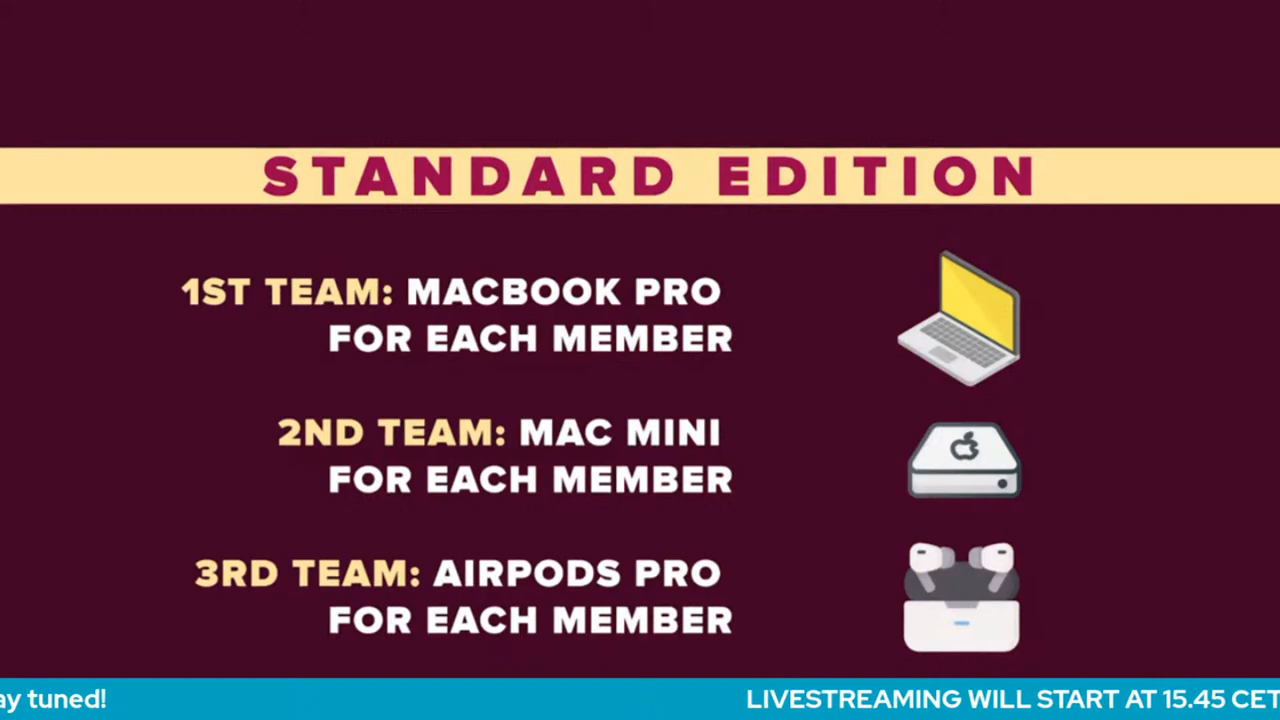 STANDARD EDITION
1ST TEAM: MACBOOK PRO
FOR EACH MEMBER
2ND TEAM: MAC MINI
FOR EACH MEMBER
3RD TEAM: AIRPODS PRO
FOR EACH MEMBER
ay tuned! LIVESTREAMING WILL START AT 15.45 CET